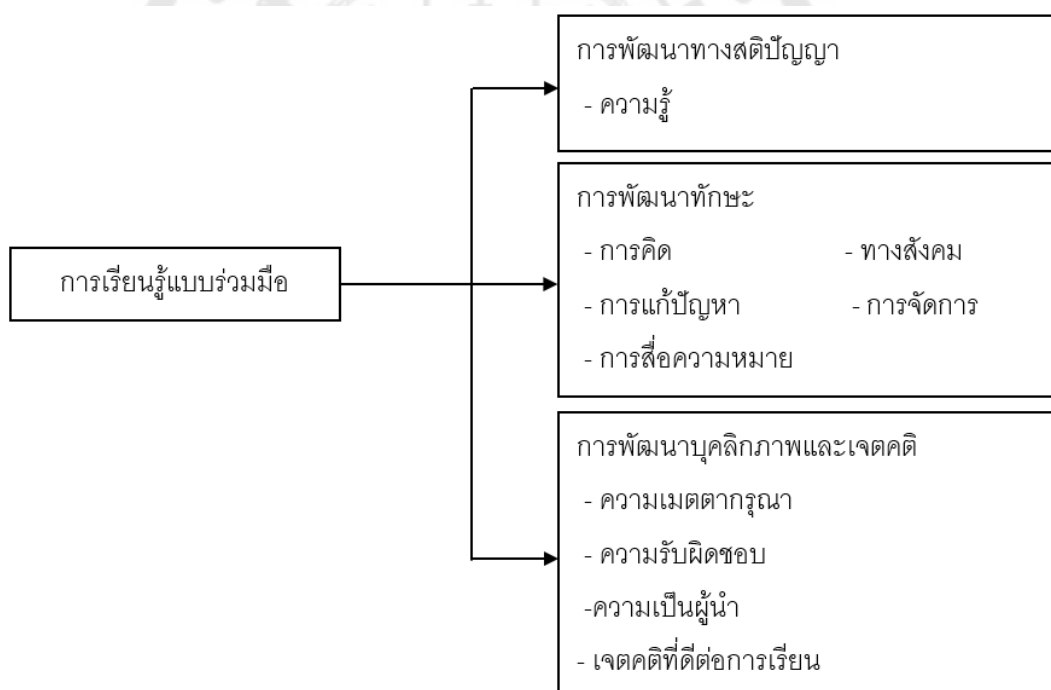 การพัฒนาทางสติปัญญา
- ความรู้
การพัฒนาทักษะ
- การคิด - ทางสังคม
- การแก้ปัญหา - การจัดการ
- การสื่อความหมาย
การเรียนรู้แบบร่วมมือ
การพัฒนาบุคลิกภาพและเจตคติ
- ความเมตตากรุณา
- ความรับผิดชอบ
-ความเป็นผู้นำ
- เจตคติที่ดีต่อการเรียน